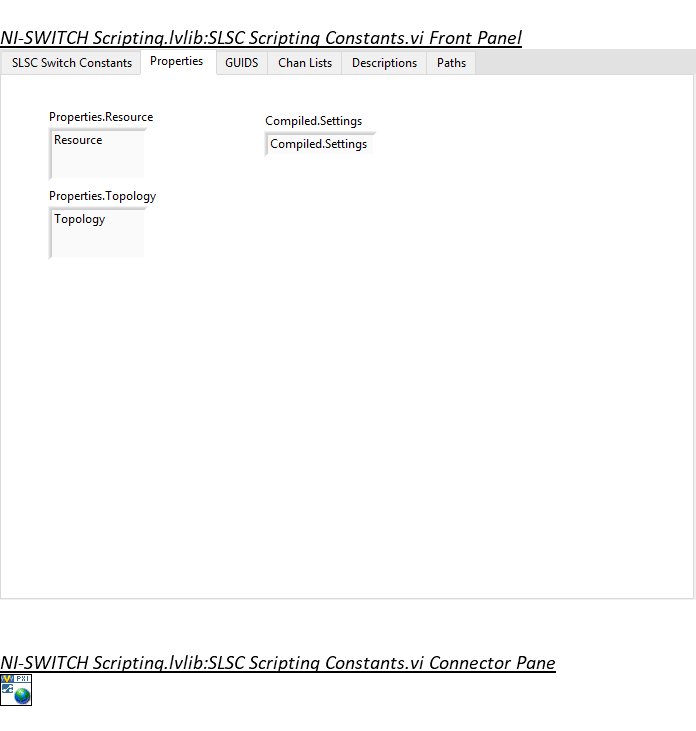 NI-SWITCH Scripting.lvlib:SLSC Scripting Constants.vi Front Panel
SLSC Switch Constants Properties GUIDS Chan Lists Descriptions Paths
Properties.Resource
Resource
Compiled.Settings
Compiled.Settings
Properties.Topology
Topology
NI-SWITCH Scripting.lvlib:SLSC Scripting Constants.vi Connector Pane
PXI